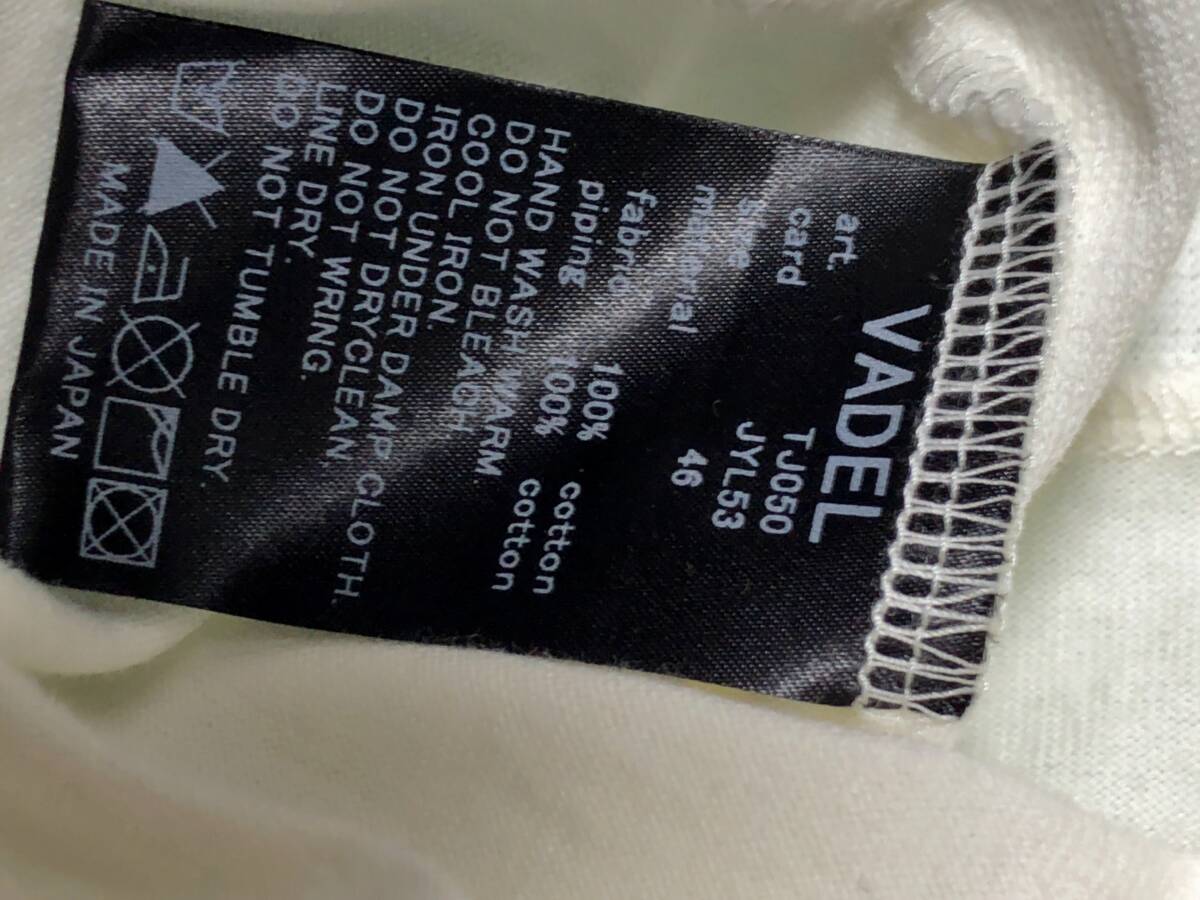 VADEL
art. TJ050
card JYL53
size 46
material
fabric 100% cotton
piping 100% cotton
HAND WASH WARM
DO NOT BLEACH
COOL IRON.
IRON UNDER DAMP CLOTH.
DO NOT DRYCLEAN.
DO NOT WRING.
LINE DRY.
DO NOT TUMBLE DRY.
MADE IN JAPAN